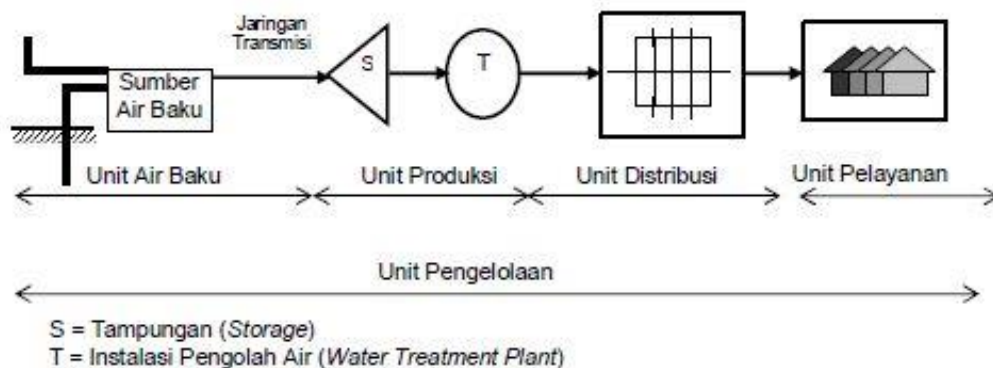 Jaringan
Transmisi
Sumber
Air Baku
S
T
Unit Air Baku
Unit Produksi
Unit Distribusi
Unit Pelayanan
Unit Pengelolaan
S = Tampungan (Storage)
T = Instalasi Pengolah Air (Water Treatment Plant)